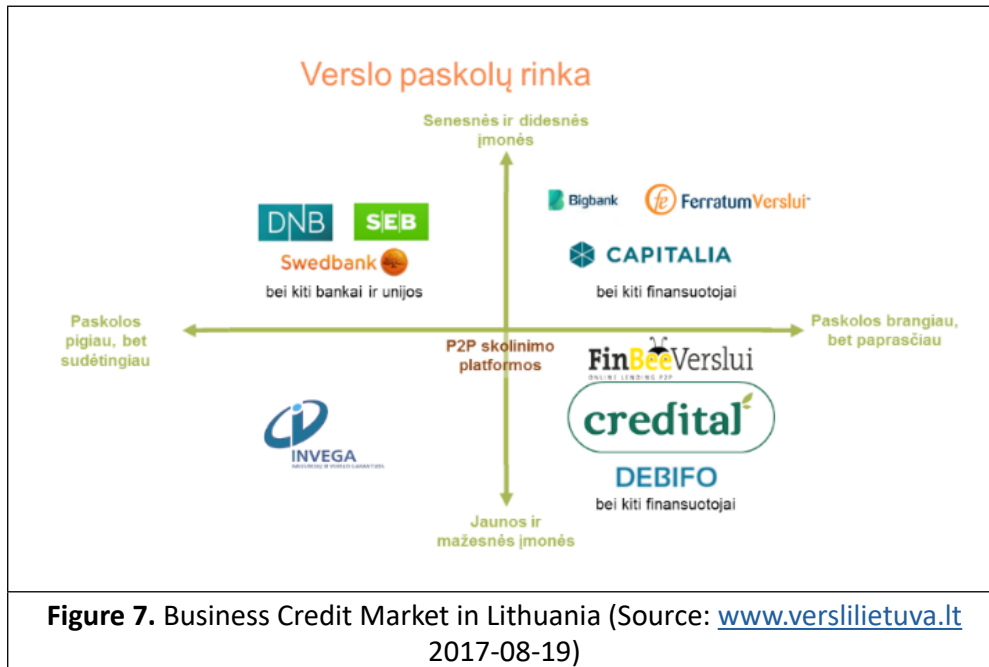 Verslo paskolų rinka
Senesnės ir didesnės
įmonės
DNB
SEB
Swedbank
bei kiti bankai ir unijos
Bigbank
fe FerratumVerslui
CAPITALIA
bei kiti finansuotojai
Paskolos
pigiau, bet
sudėtingiau
Paskolos brangiau,
bet paprasčiau
P2P skolinimo
platformos
FinBeeVerslui
ONLINE LENDING P2P
credital
DEBIFO
bei kiti finansuotojai
INVEGA
Jaunos ir
mažesnės įmonės
Figure 7. Business Credit Market in Lithuania (Source: www.verslilietuva.lt
2017-08-19)